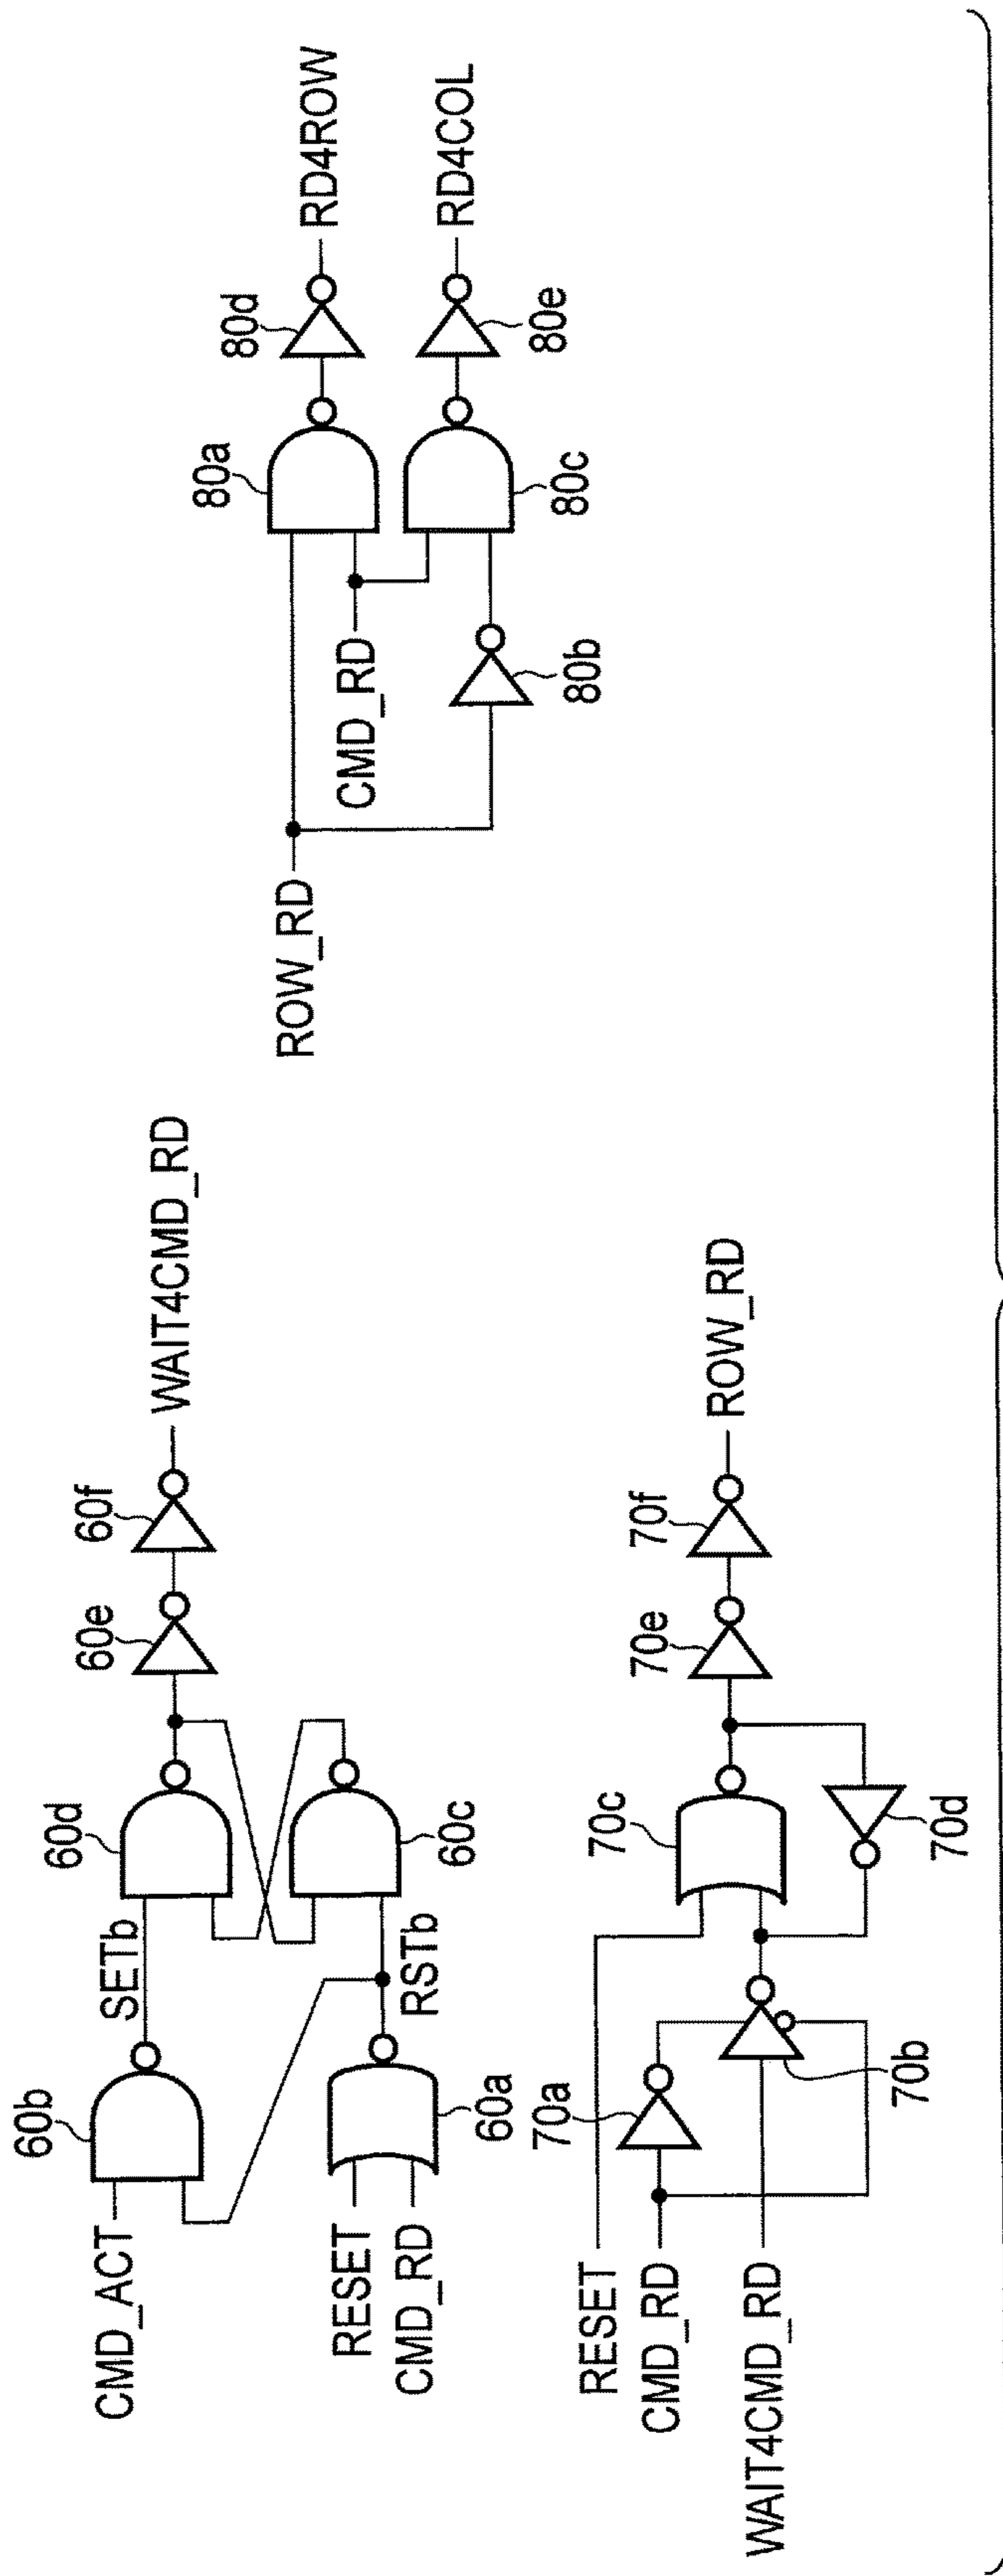 CMD_ACT
60b
SETb
60d
60e
60f
WAIT4CMD_RD
RESET
CMD_RD
60a
RSTb
60c
RESET
CMD_RD
WAIT4CMD_RD
70a
70b
70c
70d
70e
70f
ROW_RD
ROW_RD
CMD_RD
80b
80a
80c
80d
80e
RD4ROW
RD4COL